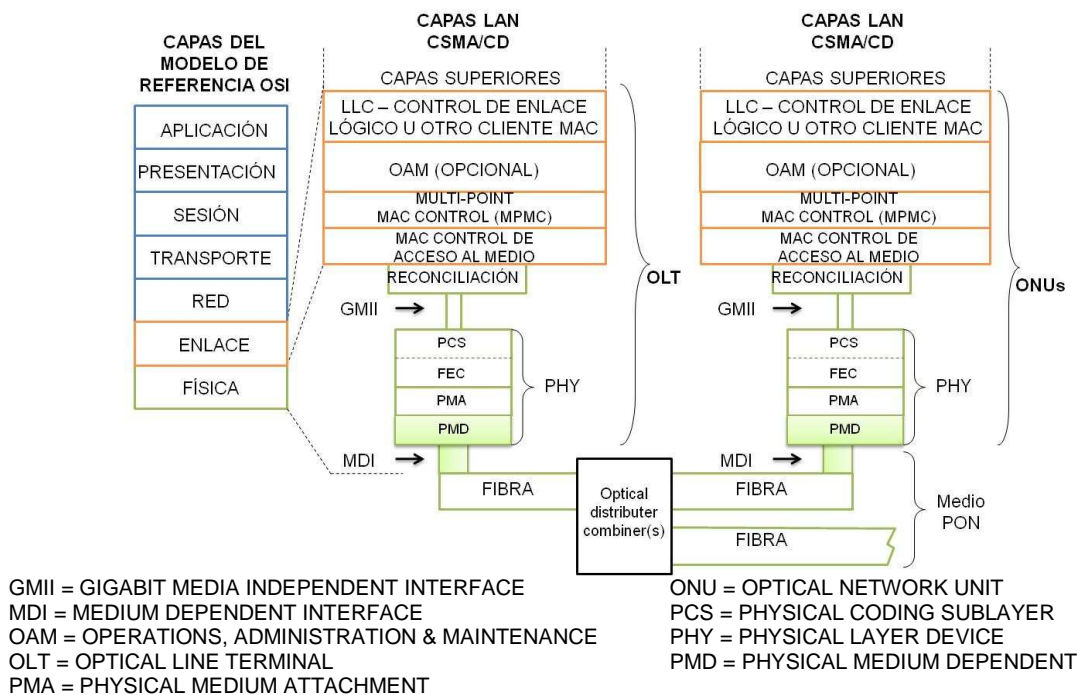 CAPAS DEL
MODELO DE
REFERENCIA OSI
APLICACIÓN
PRESENTACIÓN
SESIÓN
TRANSPORTE
RED
ENLACE
FÍSICA
CAPAS LAN
CSMA/CD
CAPAS SUPERIORES
LLC – CONTROL DE ENLACE
LÓGICO U OTRO CLIENTE MAC
OAM (OPCIONAL)
MULTI-POINT
MAC CONTROL (MPMC)
MAC CONTROL DE
ACCESO AL MEDIO
RECONCILIACIÓN
GMII
PCS
FEC
PMA
PMD
PHY
MDI
OLT
FIBRA
Optical
distributer
combiner(s)
CAPAS LAN
CSMA/CD
CAPAS SUPERIORES
LLC – CONTROL DE ENLACE
LÓGICO U OTRO CLIENTE MAC
OAM (OPCIONAL)
MULTI-POINT
MAC CONTROL (MPMC)
MAC CONTROL DE
ACCESO AL MEDIO
RECONCILIACIÓN
GMII
PCS
FEC
PMA
PMD
PHY
MDI
ONUs
FIBRA
FIBRA
Medio
PON
GMII = GIGABIT MEDIA INDEPENDENT INTERFACE
MDI = MEDIUM DEPENDENT INTERFACE
OAM = OPERATIONS, ADMINISTRATION & MAINTENANCE
OLT = OPTICAL LINE TERMINAL
PMA = PHYSICAL MEDIUM ATTACHMENT
ONU = OPTICAL NETWORK UNIT
PCS = PHYSICAL CODING SUBLAYER
PHY = PHYSICAL LAYER DEVICE
PMD = PHYSICAL MEDIUM DEPENDENT